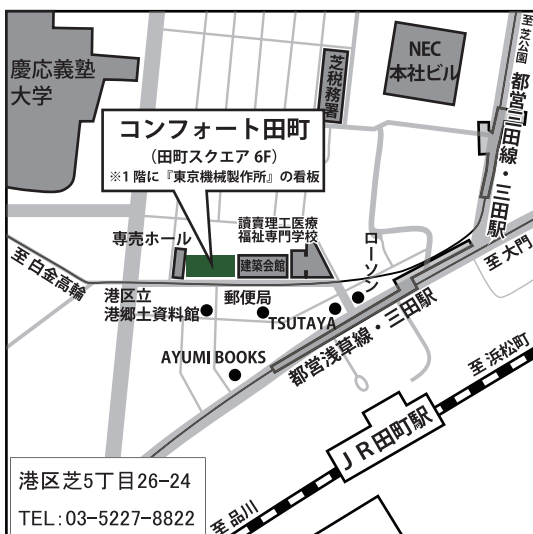 慶応義塾
大学
芝税務署
NEC
本社ビル
至芝公園
都営三田線・三田駅
コンフォート田町
（田町スクエア 6F）
※1 階に『東京機械製作所』の看板
専売ホール
建築会館
讀賣理工医療
福祉専門学校
ローソン
至大門
至白金高輪
港区立
港郷土資料館
郵便局
TSUTAYA
AYUMI BOOKS
都営浅草線・三田駅
至浜松町
ＪＲ田町駅
至品川
港区芝5丁目26-24
TEL:03-5227-8822